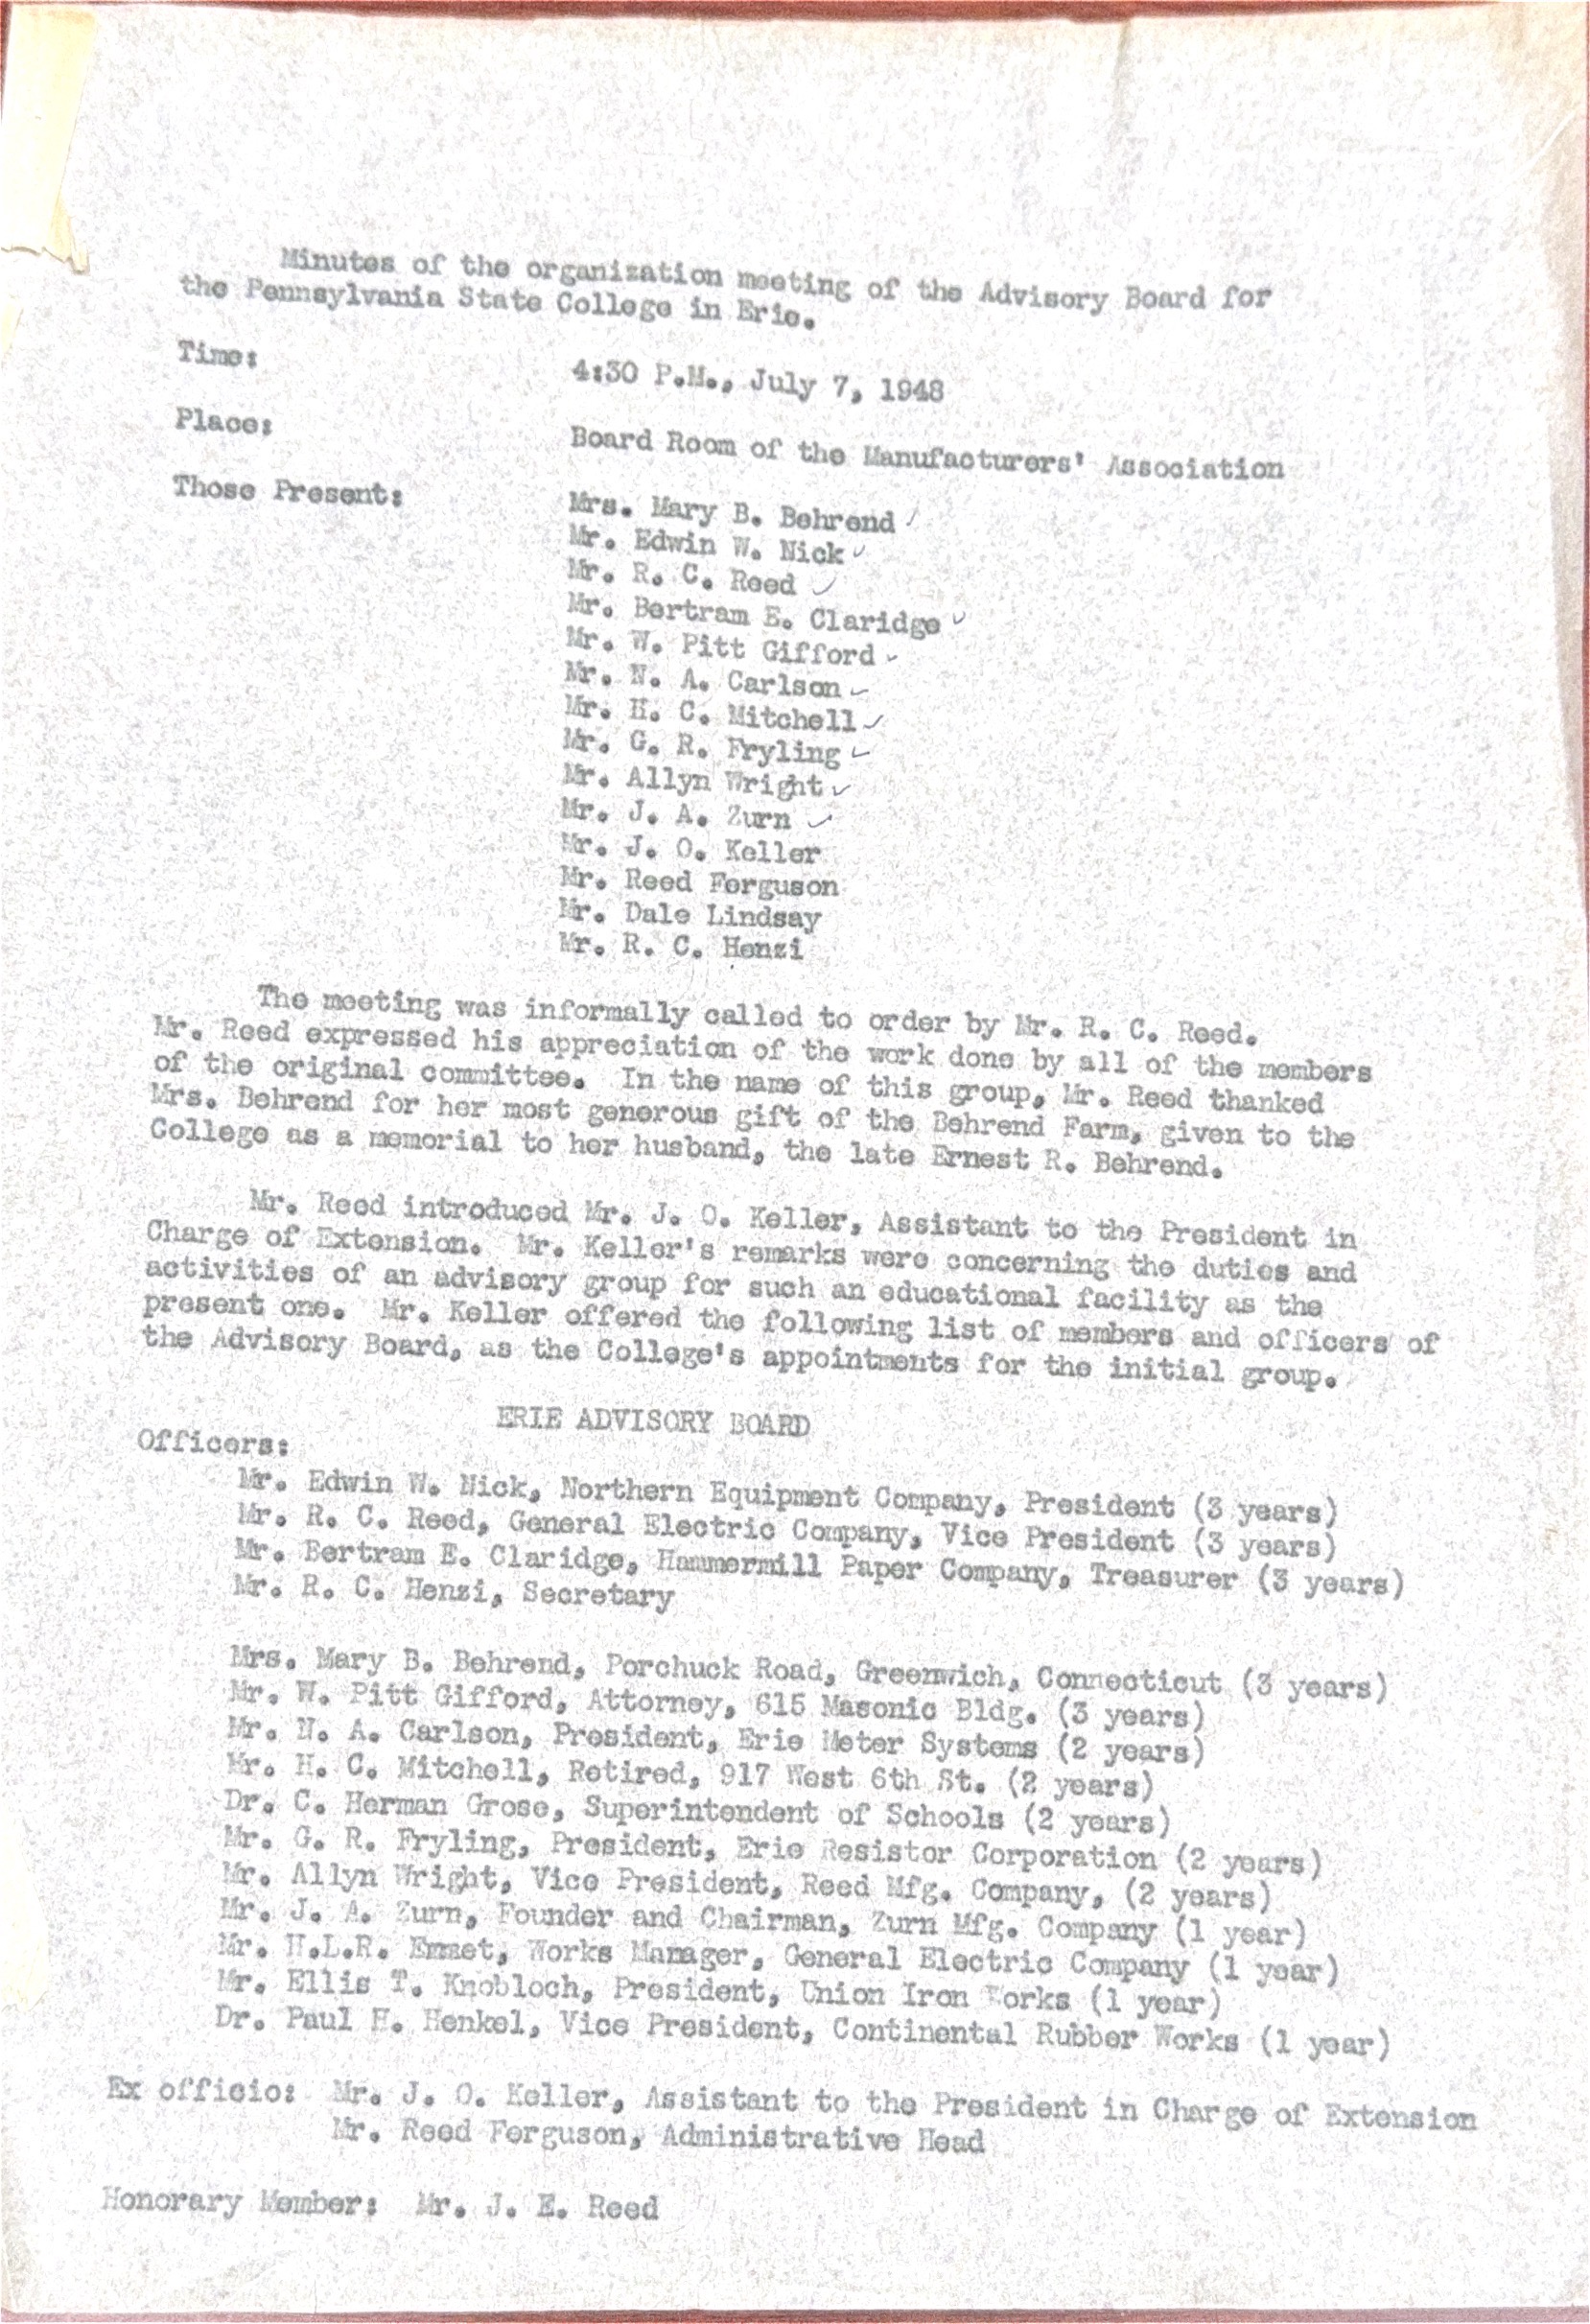 Minutes of the organization meeting of the Advisory Board for
the Pennsylvania State College in Erie.
Time: 4:30 P.M., July 7, 1948
Place: Board Room of the Manufacturers' Association
Those Present: Mrs. Mary B. Behrend ✓
Mr. Edwin W. Nick ✓
Mr. R. C. Reed ✓
Mr. Bertram E. Claridge ✓
Mr. W. Pitt Gifford ✓
Mr. N. A. Carlson ✓
Mr. H. C. Mitchell ✓
Mr. G. R. Fryling ✓
Mr. Allyn Wright ✓
Mr. J. A. Zurn ✓
Mr. J. O. Keller
Mr. Reed Ferguson
Mr. Dale Lindsay
Mr. R. C. Henzi
The meeting was informally called to order by Mr. R. C. Reed.
Mr. Reed expressed his appreciation of the work done by all of the members
of the original committee. In the name of this group, Mr. Reed thanked
Mrs. Behrend for her most generous gift of the Behrend Farm, given to the
College as a memorial to her husband, the late Ernest R. Behrend.
Mr. Reed introduced Mr. J. O. Keller, Assistant to the President in
Charge of Extension. Mr. Keller's remarks were concerning the duties and
activities of an advisory group for such an educational facility as the
present one. Mr. Keller offered the following list of members and officers of
the Advisory Board, as the College's appointments for the initial group.
ERIE ADVISORY BOARD
Officers:
Mr. Edwin W. Nick, Northern Equipment Company, President (3 years)
Mr. R. C. Reed, General Electric Company, Vice President (3 years)
Mr. Bertram E. Claridge, Hammermill Paper Company, Treasurer (3 years)
Mr. R. C. Henzi, Secretary
Mrs. Mary B. Behrend, Porchuck Road, Greenwich, Connecticut (3 years)
Mr. W. Pitt Gifford, Attorney, 615 Masonic Bldg. (3 years)
Mr. N. A. Carlson, President, Erie Meter Systems (2 years)
Mr. H. C. Mitchell, Retired, 917 West 6th St. (2 years)
Dr. C. Herman Grose, Superintendent of Schools (2 years)
Mr. G. R. Fryling, President, Erie Resistor Corporation (2 years)
Mr. Allyn Wright, Vice President, Reed Mfg. Company, (2 years)
Mr. J. A. Zurn, Founder and Chairman, Zurn Mfg. Company (1 year)
Mr. H.L.R. Emmet, Works Manager, General Electric Company (1 year)
Mr. Ellis T. Knobloch, President, Union Iron Works (1 year)
Dr. Paul H. Henkel, Vice President, Continental Rubber Works (1 year)
Ex officio: Mr. J. O. Keller, Assistant to the President in Charge of Extension
Mr. Reed Ferguson, Administrative Head
Honorary Member: Mr. J. E. Reed